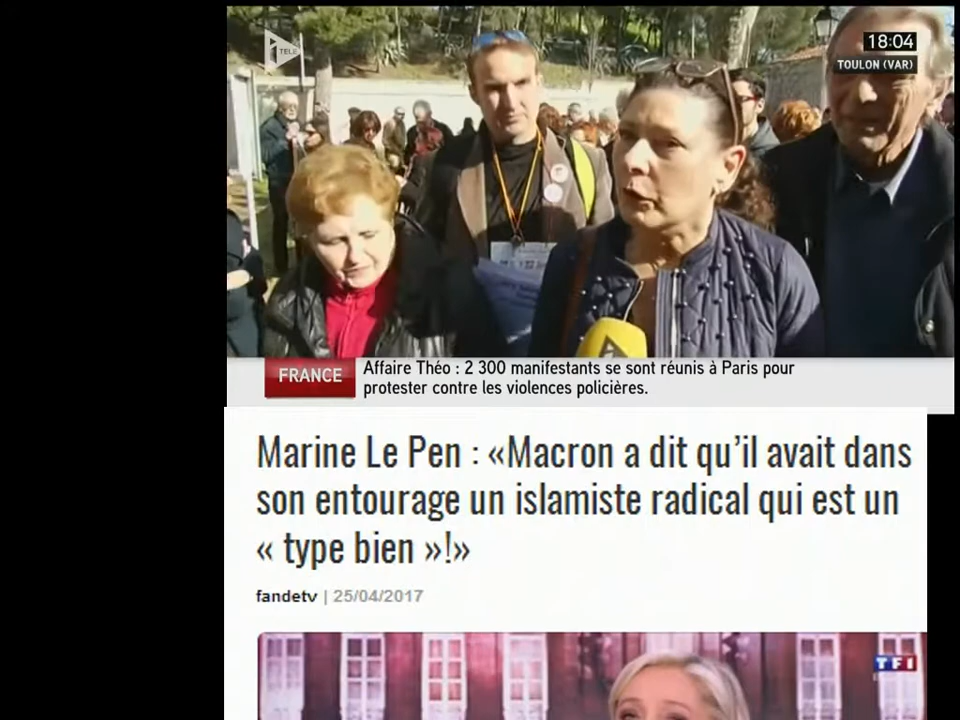 iTELE
18:04
TOULON (VAR)
FRANCE
Affaire Théo : 2 300 manifestants se sont réunis à Paris pour
protester contre les violences policières.
Marine Le Pen : «Macron a dit qu'il avait dans
son entourage un islamiste radical qui est un
« type bien »!»
fandetv | 25/04/2017
TF1